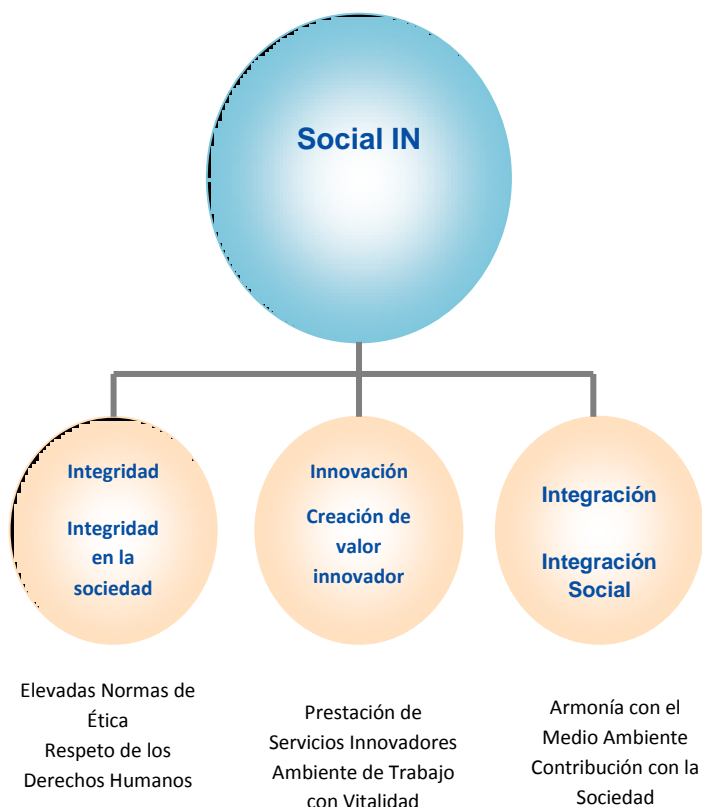 Social IN
Integridad
Integridad
en la
sociedad
Innovación
Creación de
valor
innovador
Integración
Integración
Social
Elevadas Normas de
Ética
Respeto de los
Derechos Humanos
Prestación de
Servicios Innovadores
Ambiente de Trabajo
con Vitalidad
Armonía con el
Medio Ambiente
Contribución con la
Sociedad